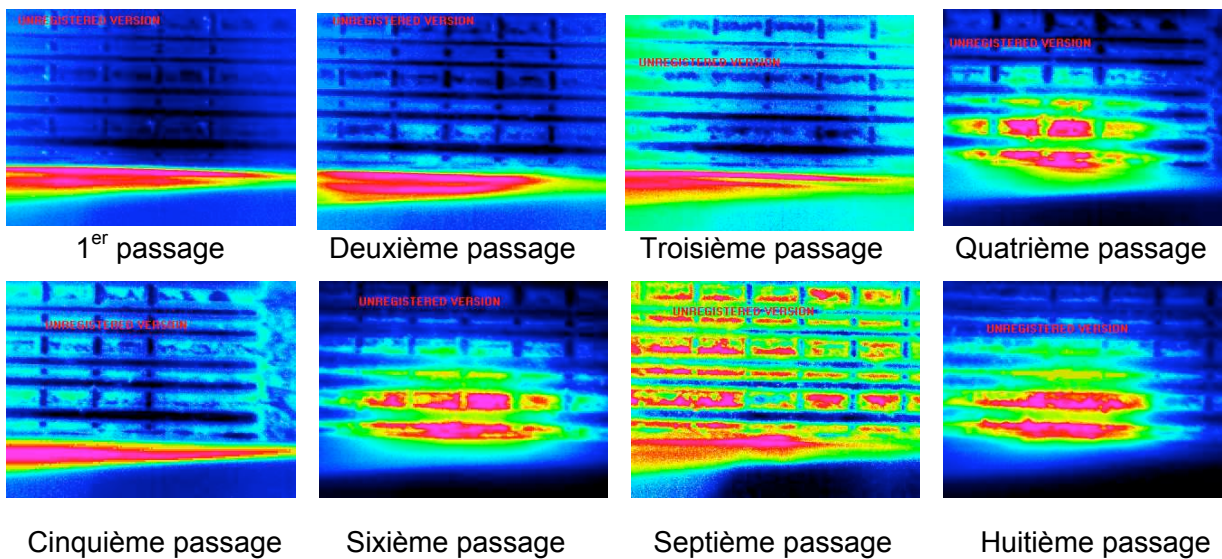 UNREGISTERED VERSION
UNREGISTERED VERSION
UNREGISTERED VERSION
UNREGISTERED VERSION
1er passage
Deuxième passage
Troisième passage
Quatrième passage
UNREGISTERED VERSION
UNREGISTERED VERSION
UNREGISTERED VERSION
UNREGISTERED VERSION
Cinquième passage
Sixième passage
Septième passage
Huitième passage